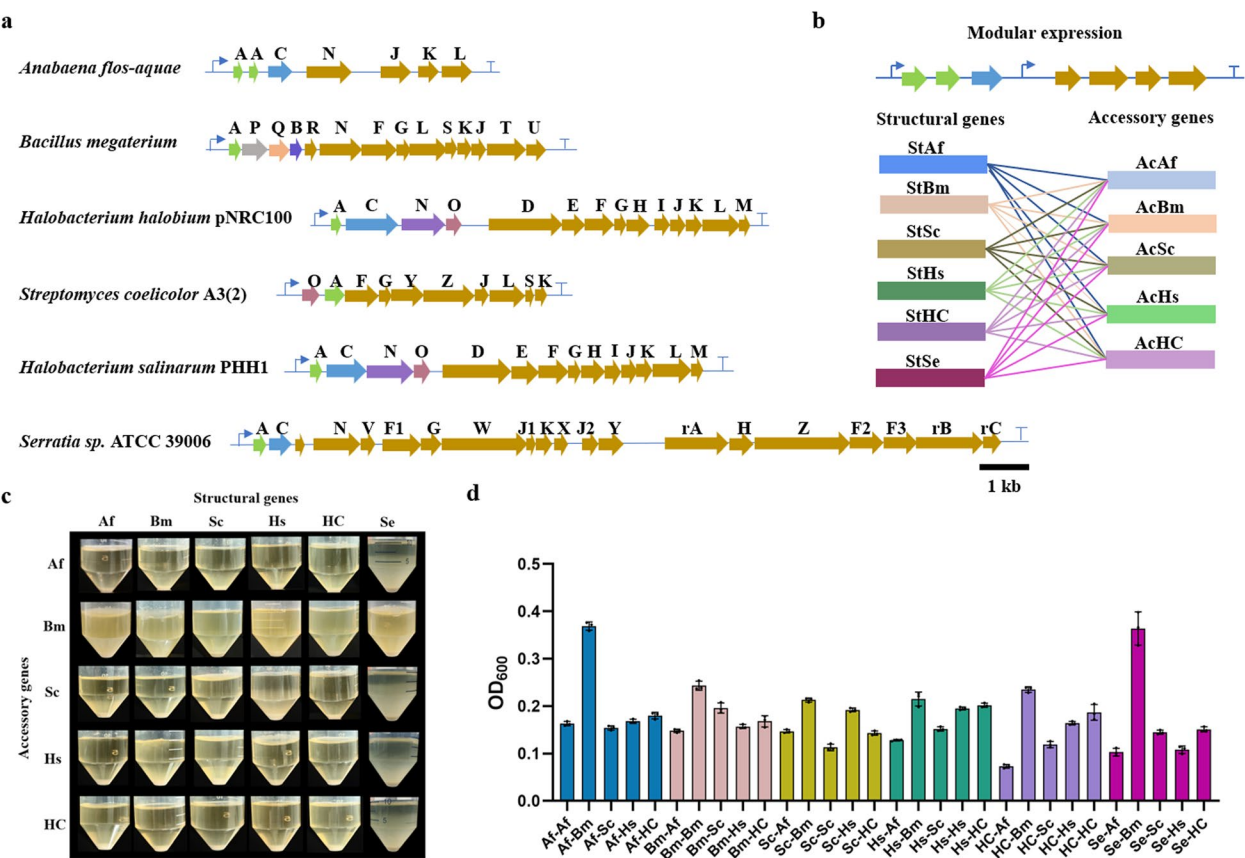 a
A A C N J K L
Anabaena flos-aquae
A P Q B R N F G L S K J T U
Bacillus megaterium
A C N O D E F G H I J K L M
Halobacterium halobium pNRC100
O A F G Y Z J L S K
Streptomyces coelicolor A3(2)
A C N O D E F G H I J K L M
Halobacterium salinarum PHH1
A C N V F1 G W J1 K X J2 Y rA H Z F2 F3 rB rC
Serratia sp. ATCC 39006
1 kb
b
Modular expression
Structural genes Accessory genes
StAf AcAf
StBm AcBm
StSc AcSc
StHs AcHs
StHC AcHC
StSe
c
Structural genes
Af Bm Sc Hs HC Se
Accessory genes
Af
Bm
Sc
Hs
HC
d
OD600
0.5
0.4
0.3
0.2
0.1
0.0
Af-Af Af-Bm Af-Sc Af-Hs Af-HC Bm-Af Bm-Bm Bm-Sc Bm-Hs Bm-HC Sc-Af Sc-Bm Sc-Sc Sc-Hs Sc-HC Hs-Af Hs-Bm Hs-Sc Hs-Hs Hs-HC HC-Af HC-Bm HC-Sc HC-Hs HC-HC Se-Af Se-Bm Se-Sc Se-Hs Se-HC